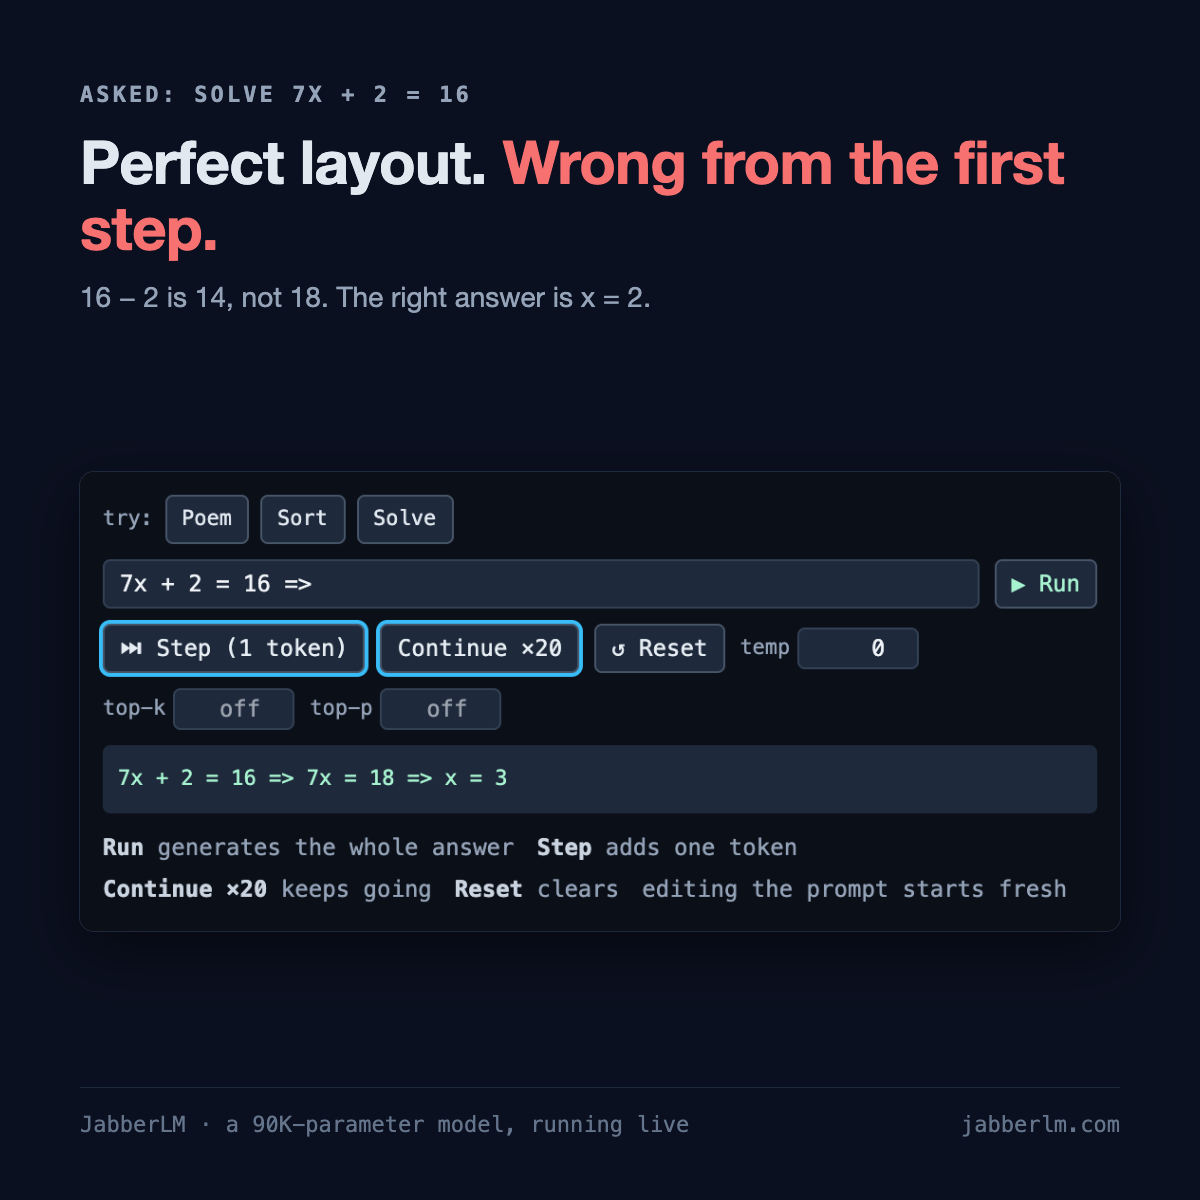 ASKED: SOLVE 7X + 2 = 16
Perfect layout. Wrong from the first
step.
16 – 2 is 14, not 18. The right answer is x = 2.
try: Poem Sort Solve
7x + 2 = 16 => ▶ Run
⏭ Step (1 token) Continue ×20 ↺ Reset temp 0
top-k off top-p off
7x + 2 = 16 => 7x = 18 => x = 3
Run generates the whole answer Step adds one token
Continue ×20 keeps going Reset clears editing the prompt starts fresh
JabberLM · a 90K-parameter model, running live jabberlm.com